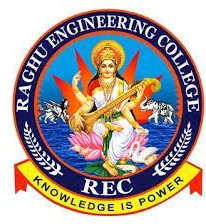 RAGHU ENGINEERING COLLEGE
REC
KNOWLEDGE IS POWER